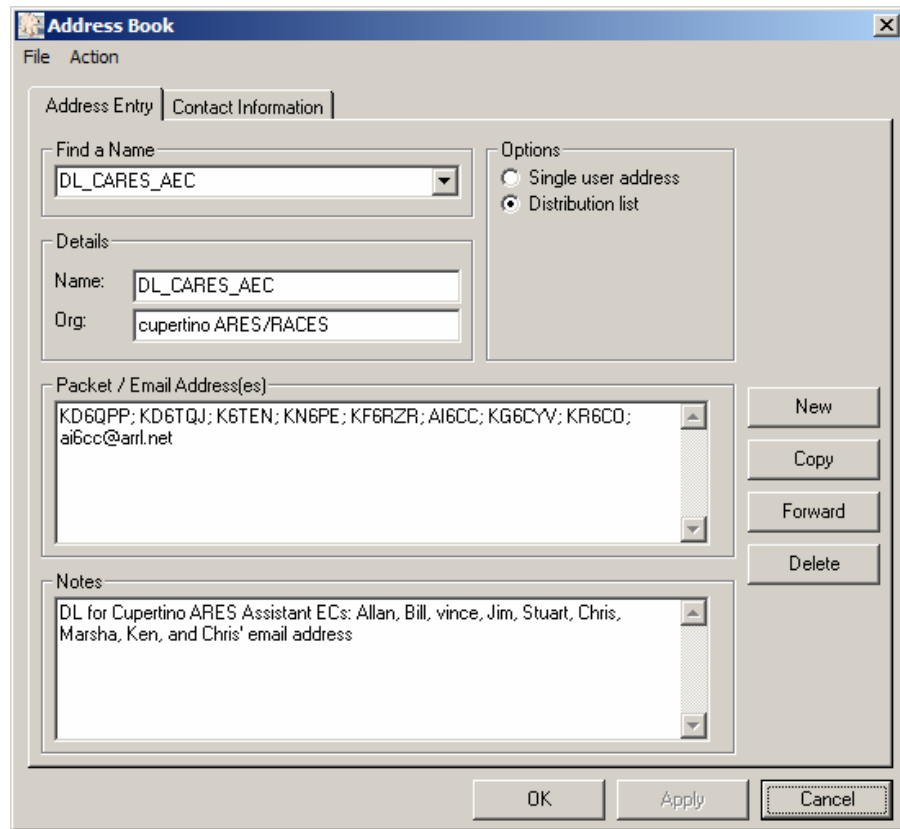 Address Book
File Action
Address Entry Contact Information
Find a Name
DL_CARES_AEC
Options
Single user address
Distribution list
Details
Name: DL_CARES_AEC
Org: cupertino ARES/RACES
Packet / Email Address(es)
KD6QPP; KD6TQJ; K6TEN; KN6PE; KF6RZR; AI6CC; KG6CYV; KR6CO;
ai6cc@arrl.net
New
Copy
Forward
Delete
Notes
DL for Cupertino ARES Assistant ECs: Allan, Bill, vince, Jim, Stuart, Chris,
Marsha, Ken, and Chris' email address
OK Apply Cancel